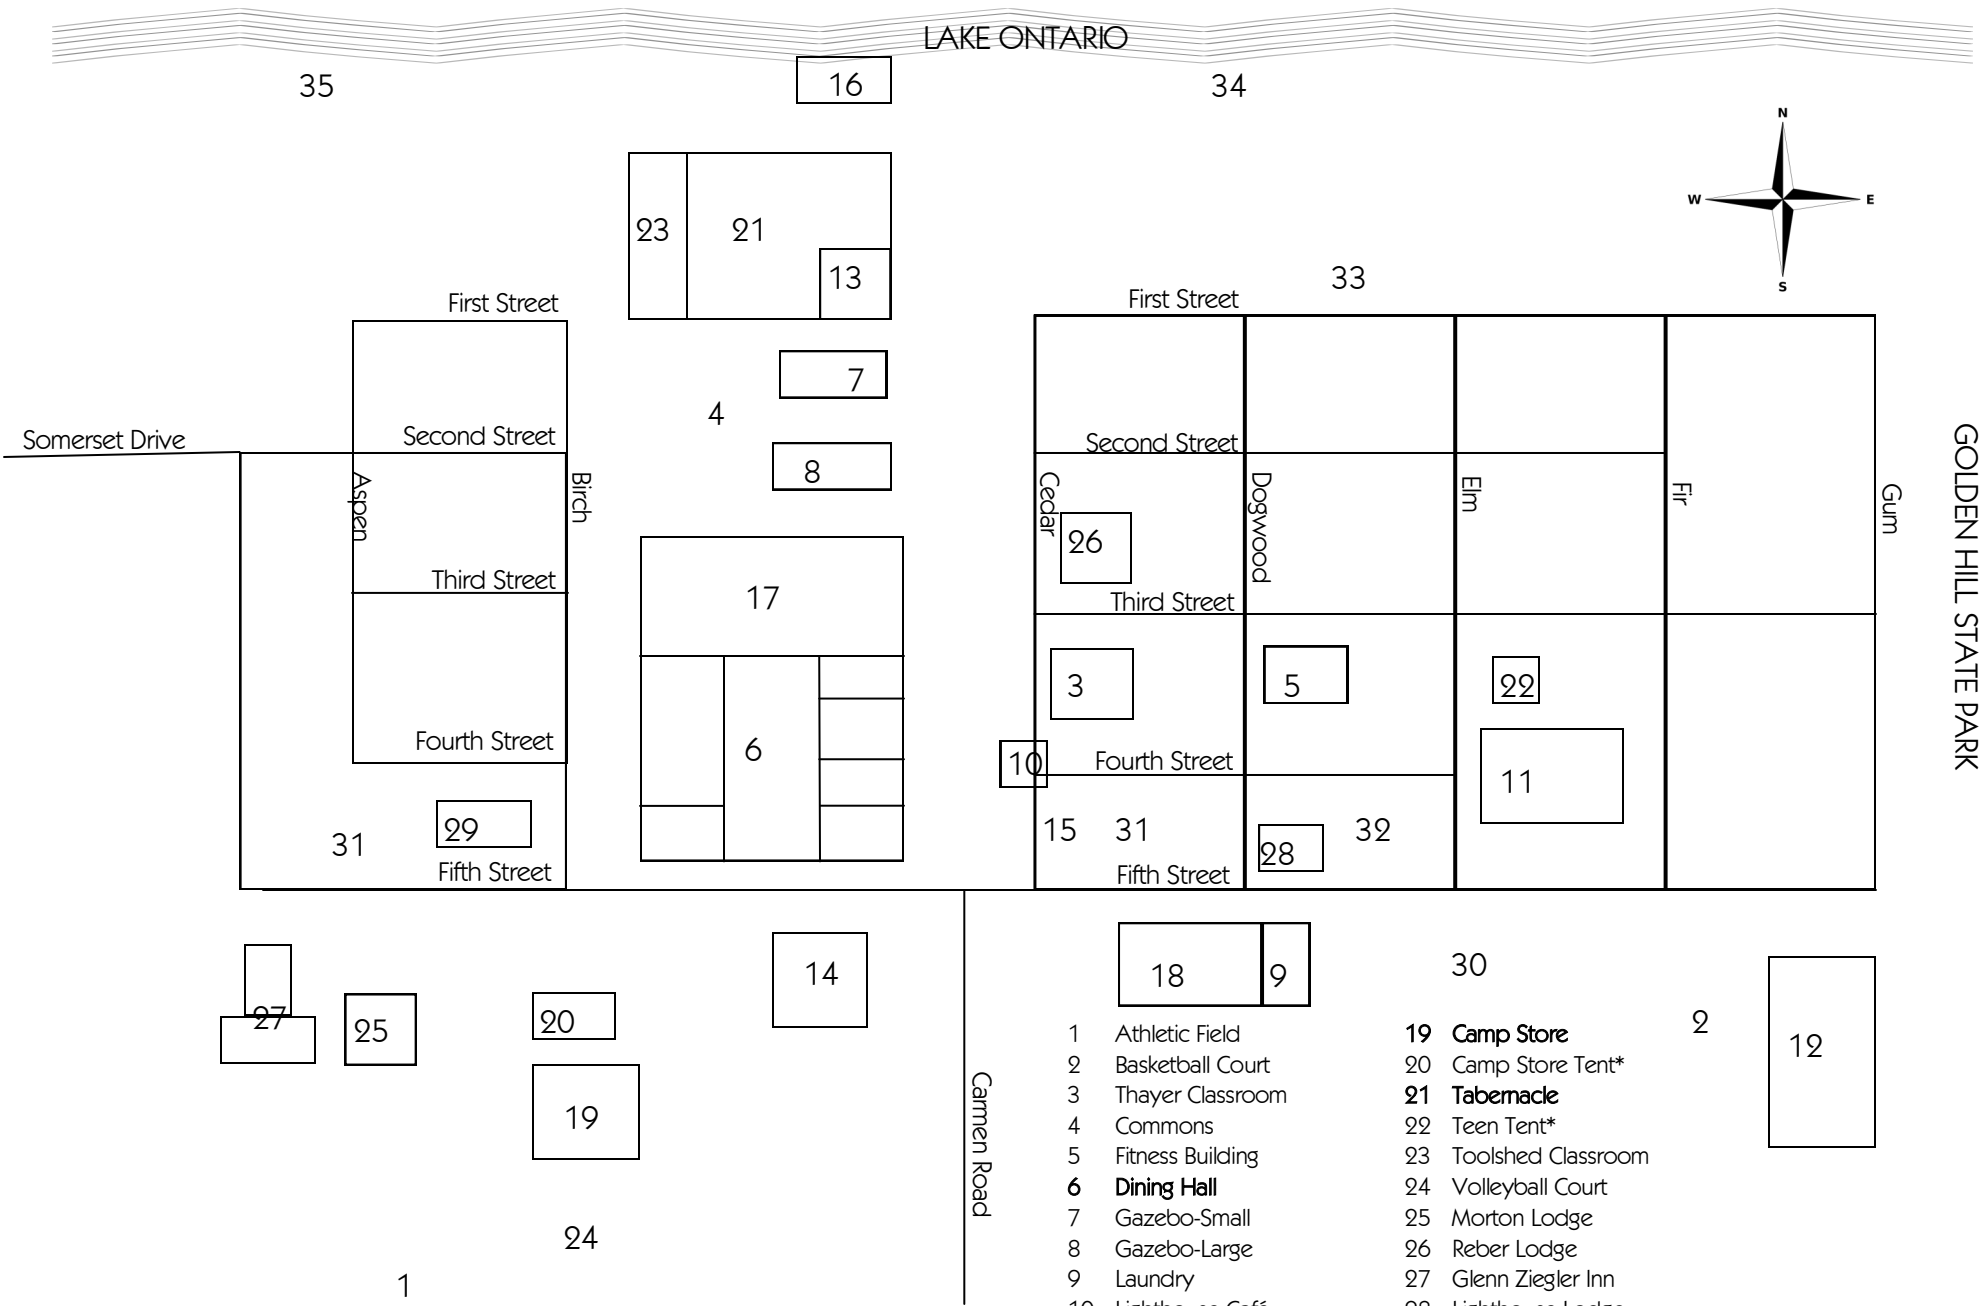 LAKE ONTARIO
35
16
34
N
W
E
S
23
21
13
33
First Street
First Street
7
4
8
Somerset Drive
Second Street
Second Street
Aspen
Birch
Cedar
Dogwood
Elm
Fir
Gum
GOLDEN HILL STATE PARK
26
Third Street
Third Street
17
3
5
22
6
Fourth Street
Fourth Street
10
11
31
29
15
31
28
32
Fifth Street
Fifth Street
27
25
20
14
18
9
30
2
12
19
Carmen Road
24
1
1 Athletic Field
2 Basketball Court
3 Thayer Classroom
4 Commons
5 Fitness Building
6 Dining Hall
7 Gazebo-Small
8 Gazebo-Large
9 Laundry
10 Lighthouse Café
19 Camp Store
20 Camp Store Tent*
21 Tabernacle
22 Teen Tent*
23 Toolshed Classroom
24 Volleyball Court
25 Morton Lodge
26 Reber Lodge
27 Glenn Ziegler Inn
28 Lighthouse Lodge